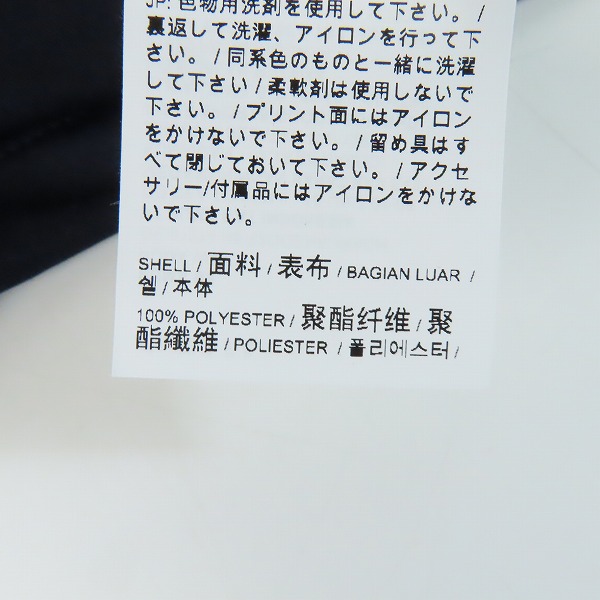 JP: 色物用洗剤を使用して下さい。/
裏返して洗濯、アイロンを行って下
さい。/ 同系色のものと一緒に洗濯
して下さい / 柔軟剤は使用しないで
下さい。/ プリント面にはアイロン
をかけないで下さい。/ 留め具はす
べて閉じておいて下さい。/ アクセ
サリー/付属品にはアイロンをかけな
いで下さい。
SHELL / 面料 / 表布 / BAGIAN LUAR /
쉘 / 本体
100% POLYESTER / 聚酯纤维 / 聚
酯纖維 / POLIESTER / 폴리에스터 /